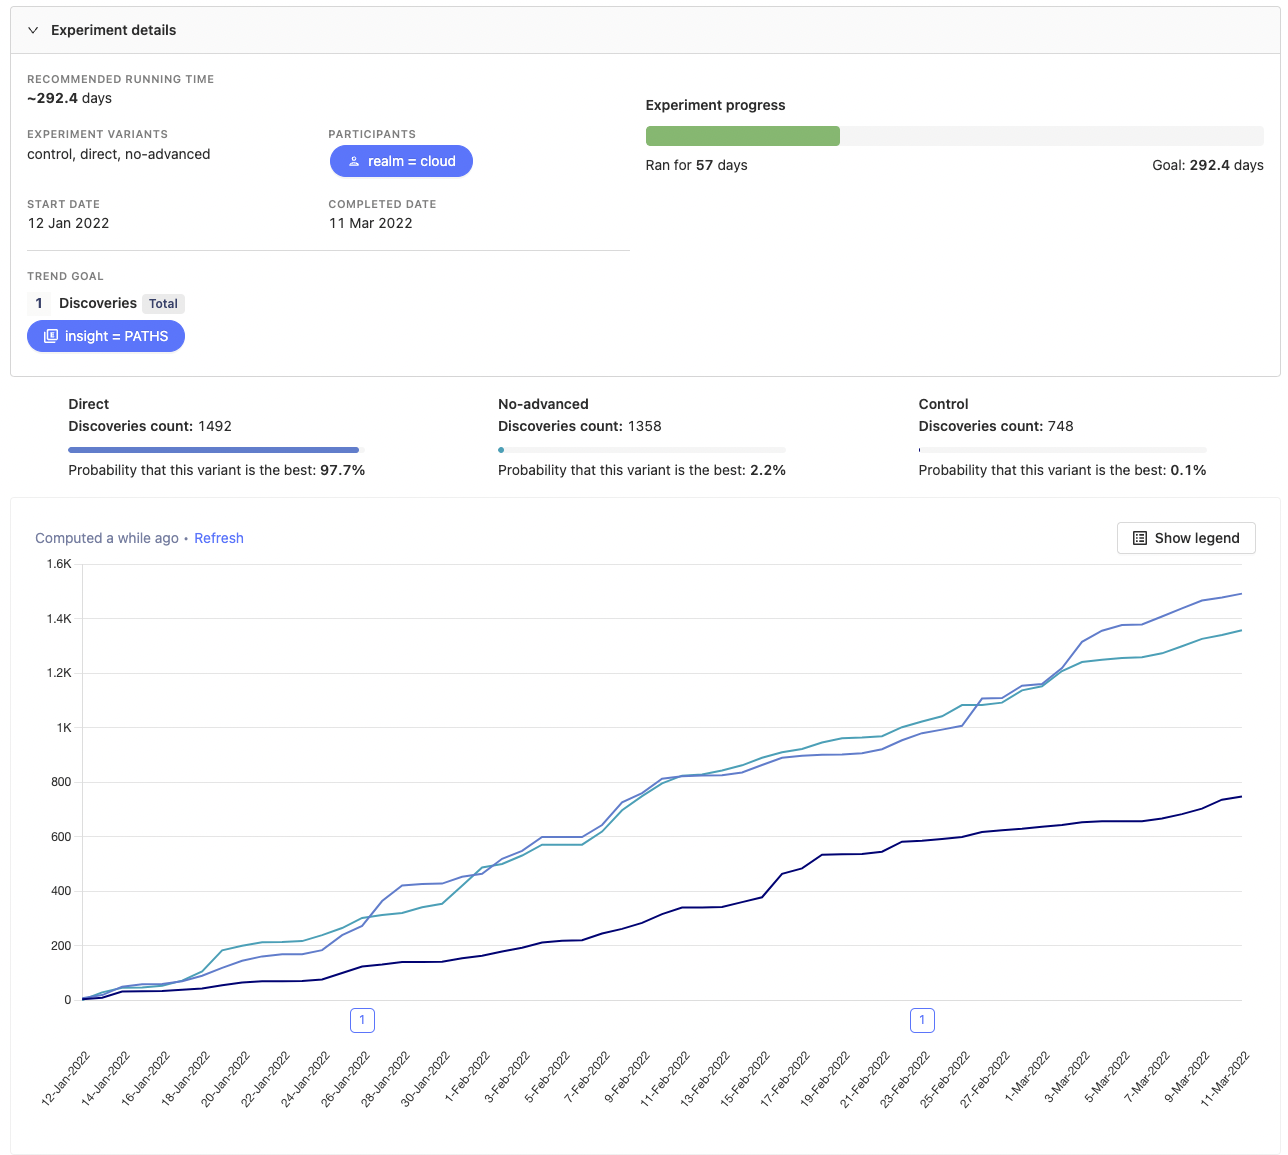 Experiment details
RECOMMENDED RUNNING TIME
~292.4 days
EXPERIMENT VARIANTS
control, direct, no-advanced
PARTICIPANTS
realm = cloud
START DATE
12 Jan 2022
COMPLETED DATE
11 Mar 2022
TREND GOAL
1 Discoveries Total
insight = PATHS
Experiment progress
Ran for 57 days
Goal: 292.4 days
Direct
Discoveries count: 1492
Probability that this variant is the best: 97.7%
No-advanced
Discoveries count: 1358
Probability that this variant is the best: 2.2%
Control
Discoveries count: 748
Probability that this variant is the best: 0.1%
Computed a while ago • Refresh
Show legend
1.6K
1.4K
1.2K
1K
800
600
400
200
0
1
1
12-Jan-2022
14-Jan-2022
16-Jan-2022
18-Jan-2022
20-Jan-2022
22-Jan-2022
24-Jan-2022
26-Jan-2022
28-Jan-2022
30-Jan-2022
1-Feb-2022
3-Feb-2022
5-Feb-2022
7-Feb-2022
9-Feb-2022
11-Feb-2022
13-Feb-2022
15-Feb-2022
17-Feb-2022
19-Feb-2022
21-Feb-2022
23-Feb-2022
25-Feb-2022
27-Feb-2022
1-Mar-2022
3-Mar-2022
5-Mar-2022
7-Mar-2022
9-Mar-2022
11-Mar-2022